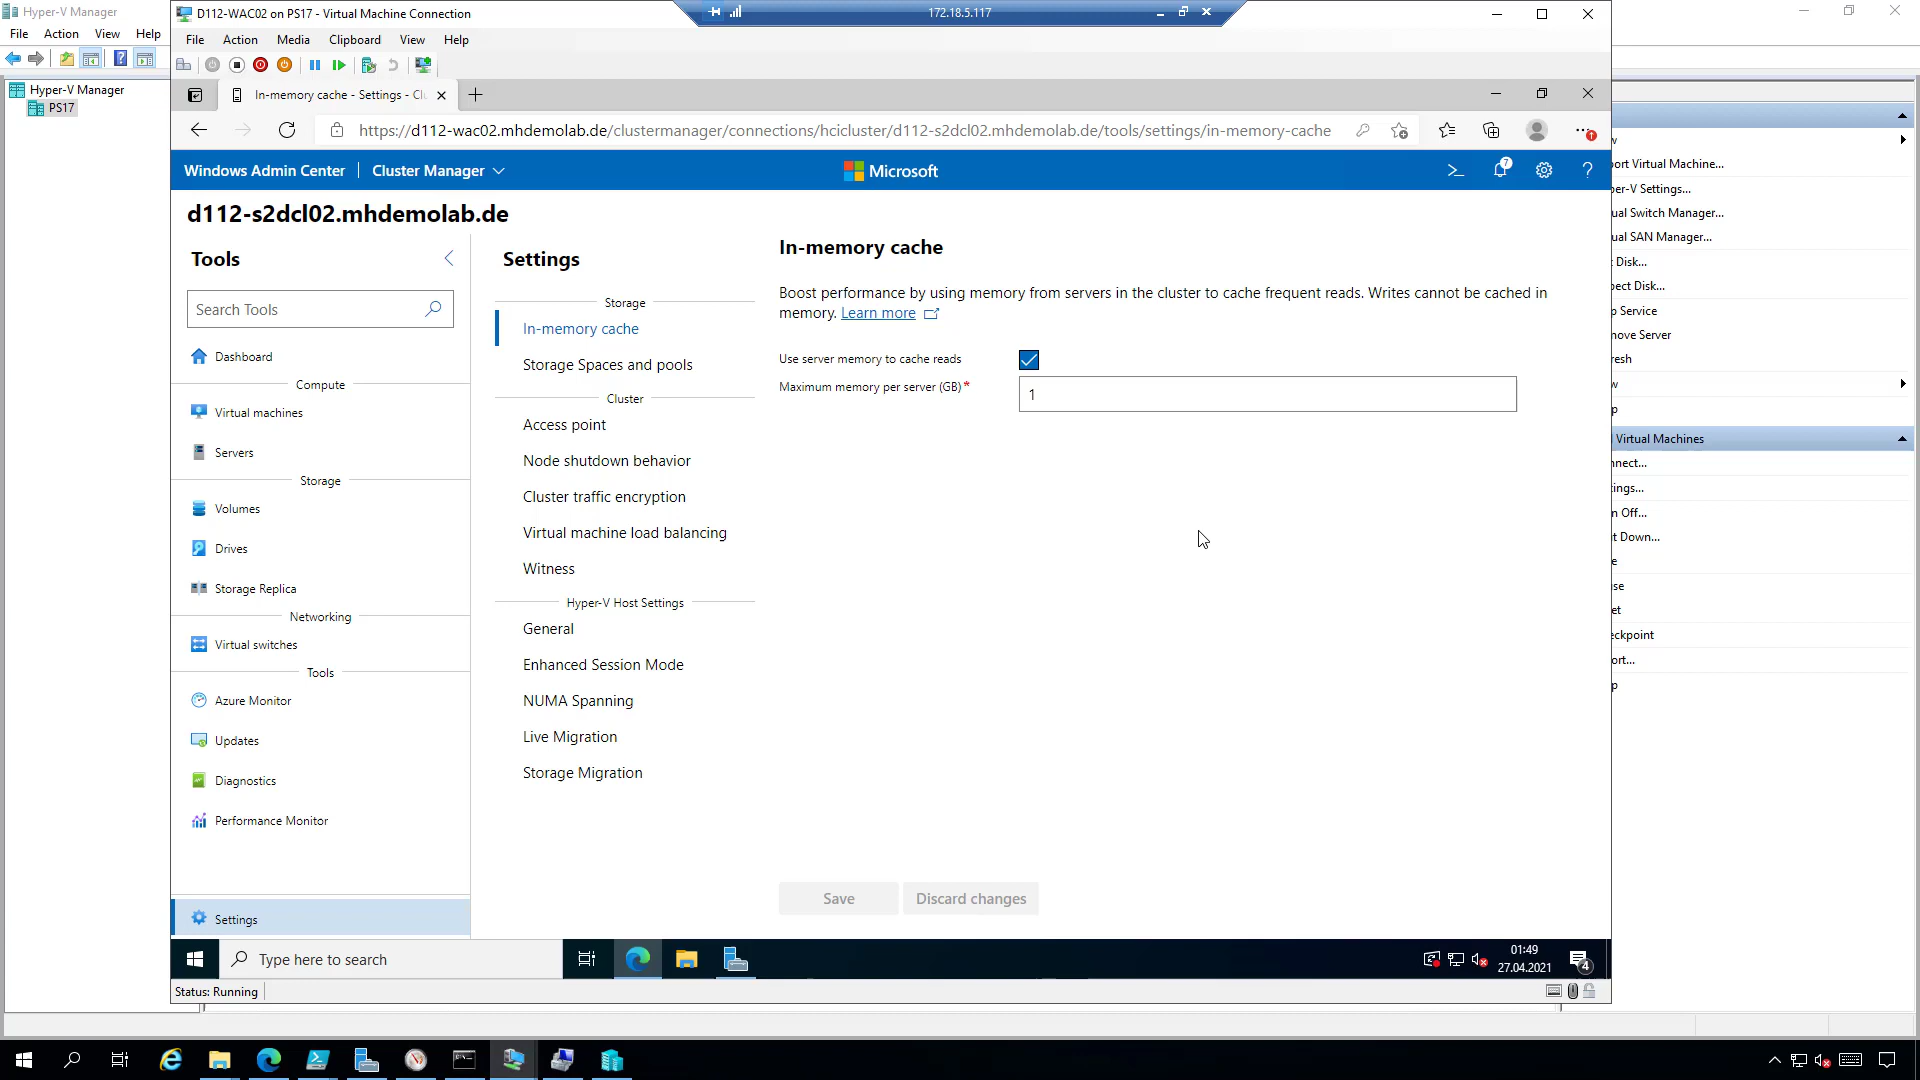 Hyper-V Manager
File Action View Help
Hyper-V Manager
PS17
D112-WAC02 on PS17 - Virtual Machine Connection
172.18.5.117
File Action Media Clipboard View Help
In-memory cache - Settings - Cl
https://d112-wac02.mhdemolab.de/clustermanager/connections/hcicluster/d112-s2dcl02.mhdemolab.de/tools/settings/in-memory-cache
Windows Admin Center
Cluster Manager
Microsoft
7
?
d112-s2dcl02.mhdemolab.de
Tools
Search Tools
Dashboard
Compute
Virtual machines
Servers
Storage
Volumes
Drives
Storage Replica
Networking
Virtual switches
Tools
Azure Monitor
Updates
Diagnostics
Performance Monitor
Settings
Settings
Storage
In-memory cache
Storage Spaces and pools
Cluster
Access point
Node shutdown behavior
Cluster traffic encryption
Virtual machine load balancing
Witness
Hyper-V Host Settings
General
Enhanced Session Mode
NUMA Spanning
Live Migration
Storage Migration
In-memory cache
Boost performance by using memory from servers in the cluster to cache frequent reads. Writes cannot be cached in
memory. Learn more
Use server memory to cache reads
Maximum memory per server (GB)*
1
Save
Discard changes
Type here to search
01:49
27.04.2021
4
Status: Running
w
ort Virtual Machine...
er-V Settings...
ual Switch Manager...
ual SAN Manager...
t Disk...
pect Disk...
p Service
nove Server
resh
w
p
l Virtual Machines
nnect...
ings...
n Off...
t Down...
e
se
et
eckpoint
ort...
p